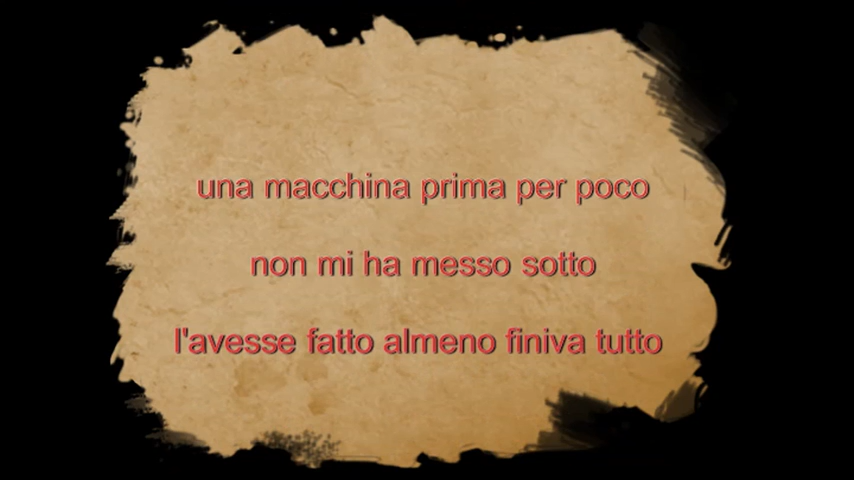 una macchina prima per poco
non mi ha messo sotto
l'avesse fatto almeno finiva tutto